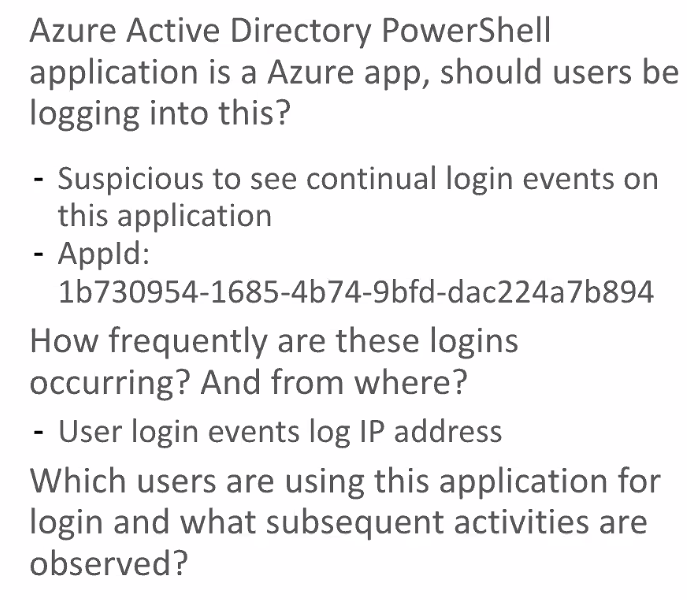 Azure Active Directory PowerShell
application is a Azure app, should users be
logging into this?
- Suspicious to see continual login events on
this application
- AppId:
1b730954-1685-4b74-9bfd-dac224a7b894
How frequently are these logins
occurring? And from where?
- User login events log IP address
Which users are using this application for
login and what subsequent activities are
observed?